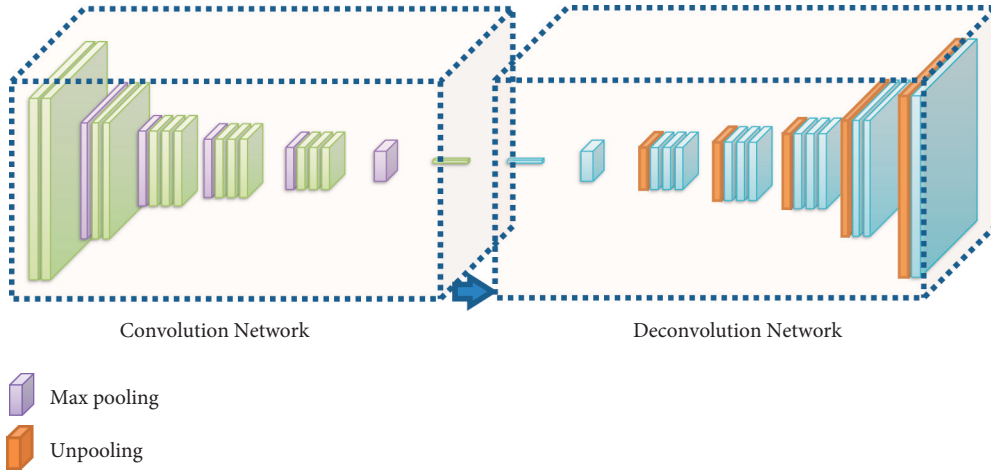 Convolution Network
Deconvolution Network
Max pooling
Unpooling